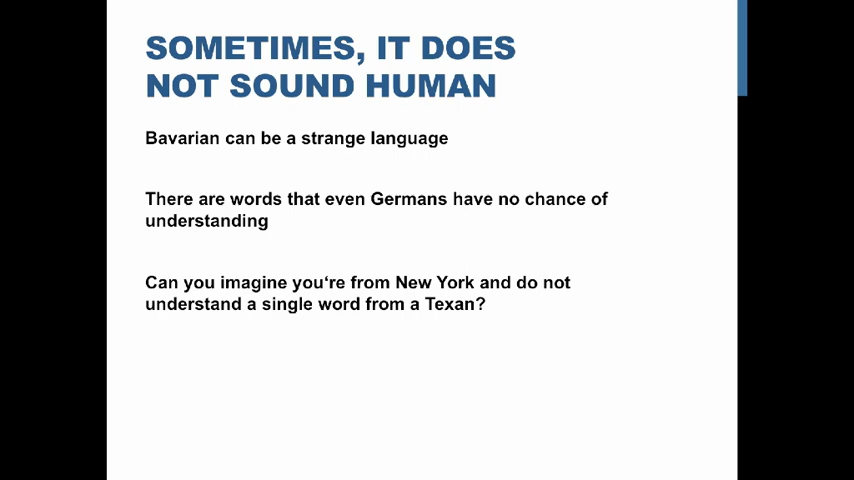 SOMETIMES, IT DOES
NOT SOUND HUMAN
Bavarian can be a strange language
There are words that even Germans have no chance of
understanding
Can you imagine you‘re from New York and do not
understand a single word from a Texan?